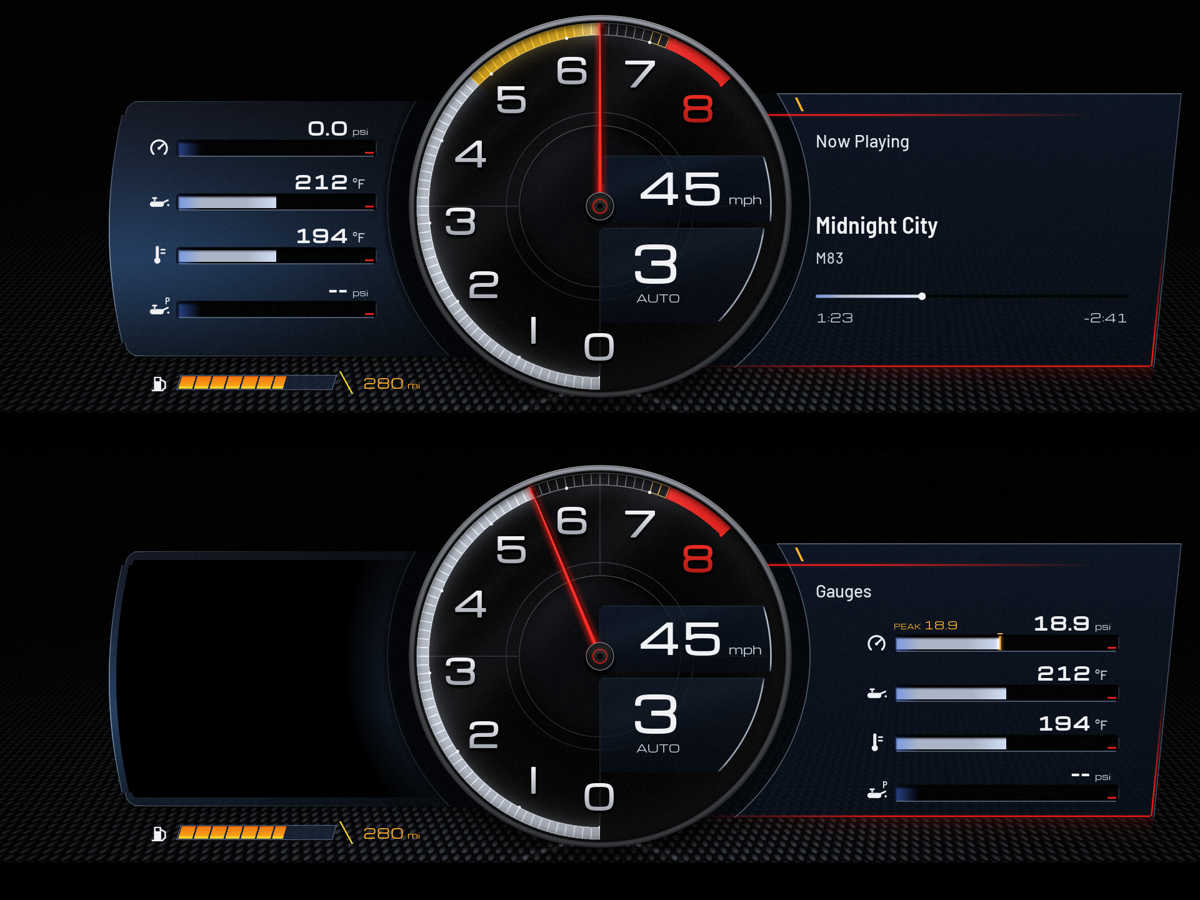 0.0 psi
212 °F
194 °F
-- psi
280 mi
0
1
2
3
4
5
6
7
8
45 mph
3
AUTO
Now Playing
Midnight City
M83
1:23
-2:41
280 mi
0
1
2
3
4
5
6
7
8
45 mph
3
AUTO
Gauges
PEAK 18.9
18.9 psi
212 °F
194 °F
P
-- psi